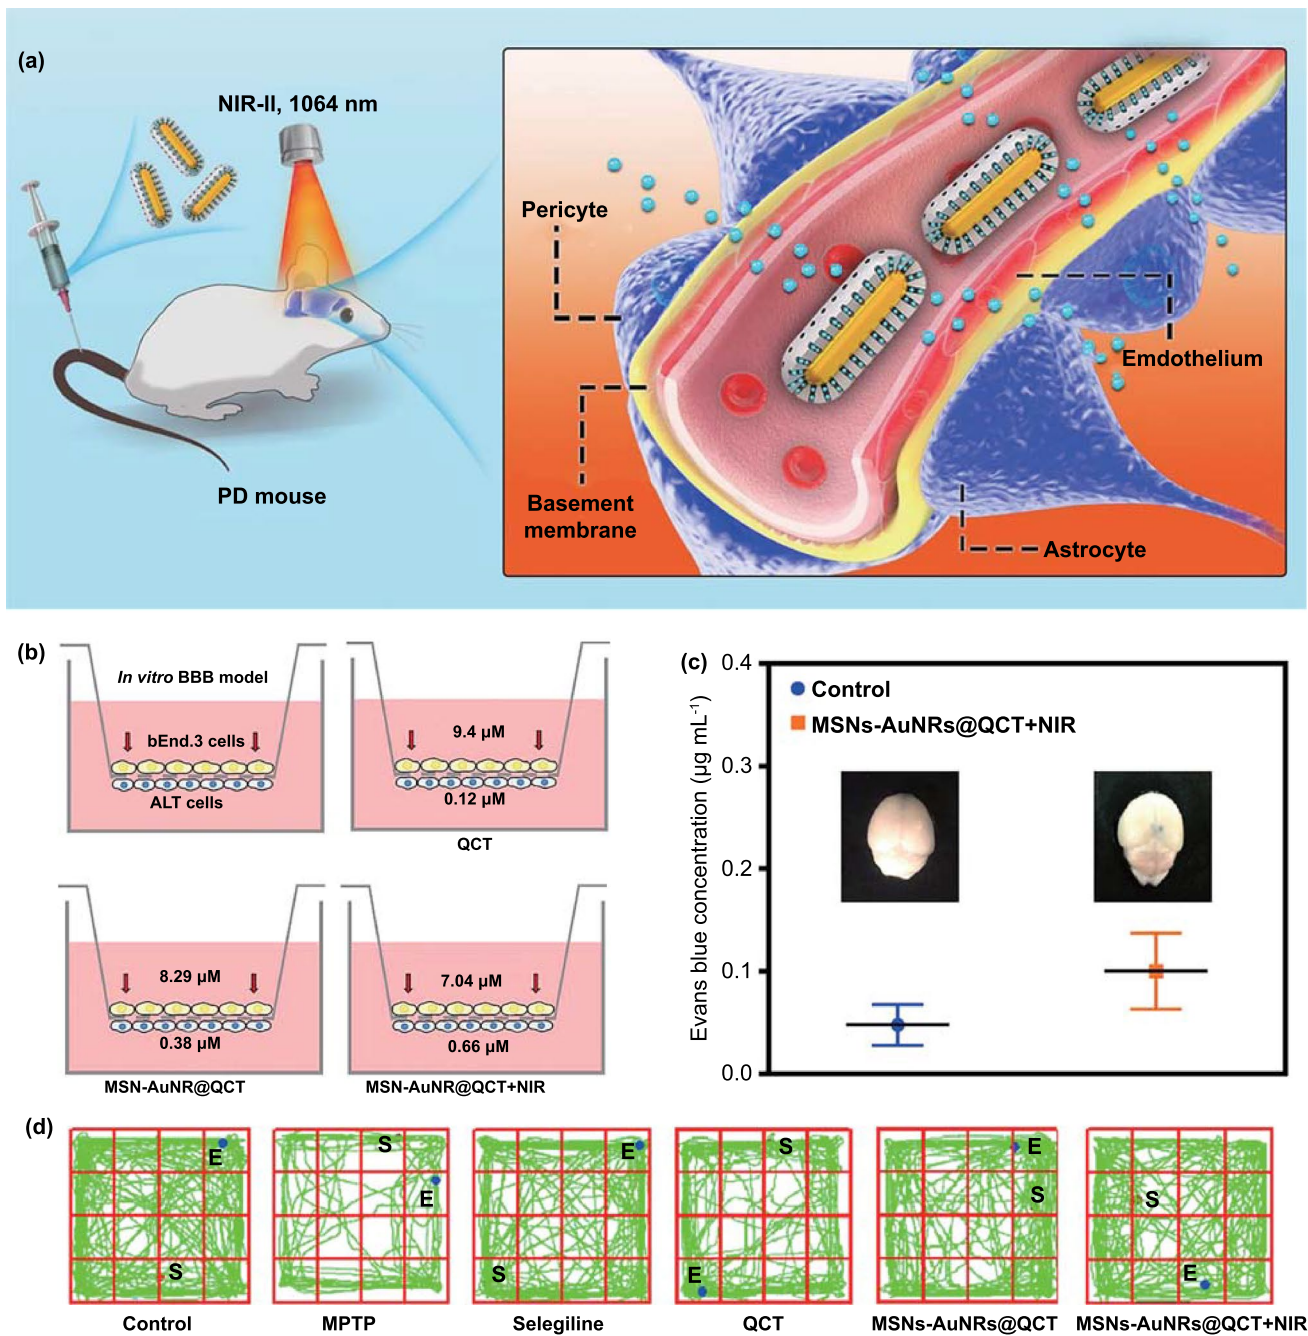 (a)
NIR-II, 1064 nm
PD mouse
Pericyte
Emdothelium
Basement
membrane
Astrocyte
(b)
In vitro BBB model
bEnd.3 cells
ALT cells
9.4 µM
0.12 µM
QCT
8.29 µM
0.38 µM
MSN-AuNR@QCT
7.04 µM
0.66 µM
MSN-AuNR@QCT+NIR
(c)
Evans blue concentration (µg mL-1)
0.4
0.3
0.2
0.1
0.0
Control
MSNs-AuNRs@QCT+NIR
(d)
E
S
Control
S
E
MPTP
E
S
Selegiline
S
E
QCT
E
S
MSNs-AuNRs@QCT
S
E
MSNs-AuNRs@QCT+NIR